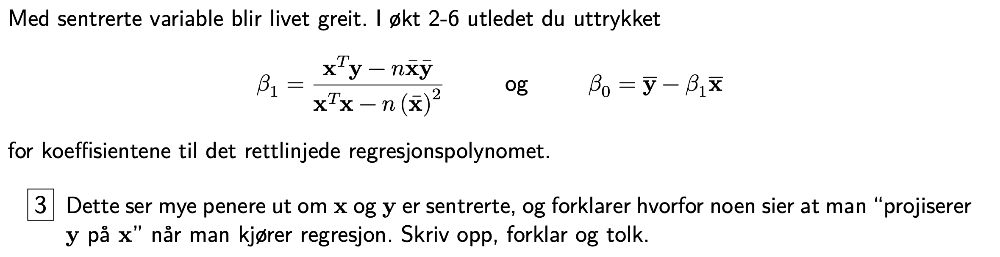 Med sentrerte variable blir livet greit. I økt 2-6 utledet du uttrykket
$\beta_1 = \frac{\mathbf{x}^T\mathbf{y} - n\bar{\mathbf{x}}\bar{\mathbf{y}}}{\mathbf{x}^T\mathbf{x} - n\left(\bar{\mathbf{x}}\right)^2}$ og $\beta_0 = \overline{\mathbf{y}} - \beta_1\overline{\mathbf{x}}$
for koeffisientene til det rettlinjede regresjonspolynomet.
3 Dette ser mye penere ut om $\mathbf{x}$ og $\mathbf{y}$ er sentrerte, og forklarer hvorfor noen sier at man “projiserer
$\mathbf{y}$ på $\mathbf{x}$” når man kjører regresjon. Skriv opp, forklar og tolk.